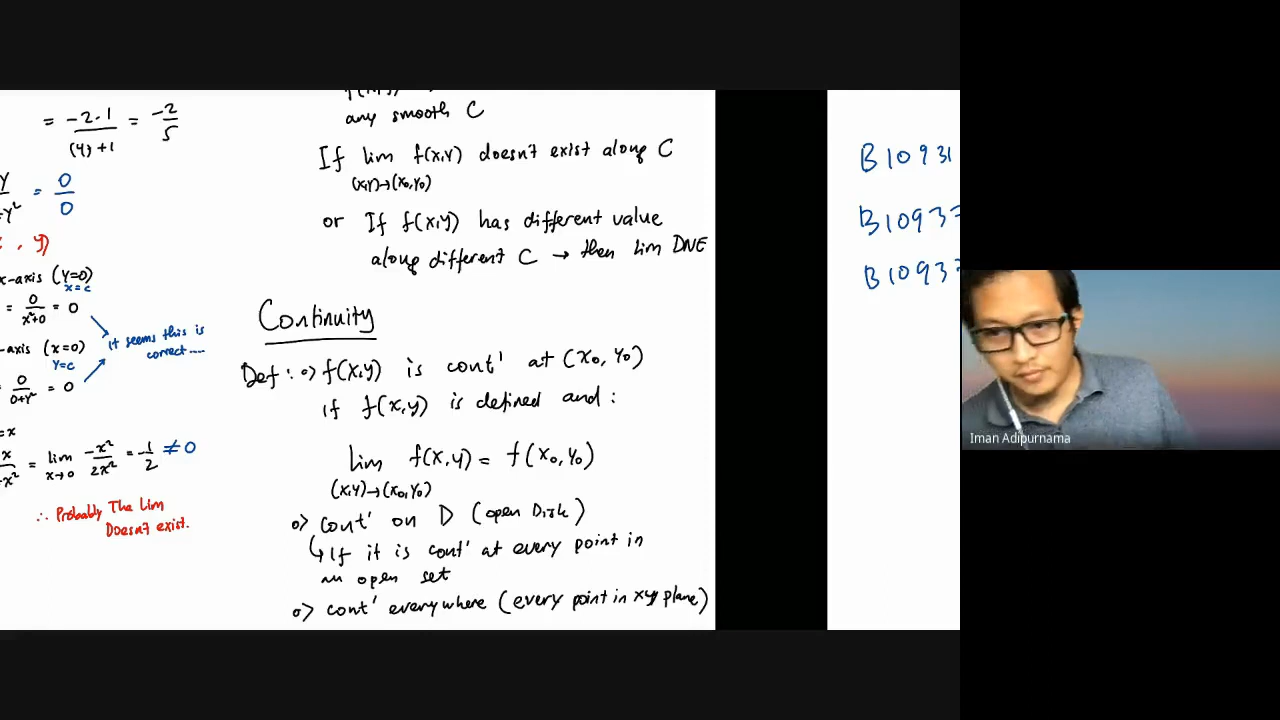 = -2·1 / (4)+1 = -2/5
= 0/0
, y)
x-axis (y=0)
x=c
= 0/x²+0 = 0
-axis (x=0)
y=c
= 0/0+y² = 0
It seems this is
correct....
=x
= lim x→0 -x²/2x² = -1/2 ≠ 0
∴ Probably The Lim
Doesn't exist.
any smooth C
If lim f(x,y) doesn't exist along C
(x,y)→(x0,y0)
or If f(x,y) has different value
along different C → then lim DNE
Continuity
Def : o> f(x,y) is cont' at (x0, y0)
if f(x,y) is defined and :
lim f(x,y) = f(x0,y0)
(x,y)→(x0,y0)
o> cont' on D (open Disk)
↳ If it is cont' at every point in
an open set
o> cont' everywhere (every point in xy plane)
B10931
B10937
B10937
Iman Adipurnama